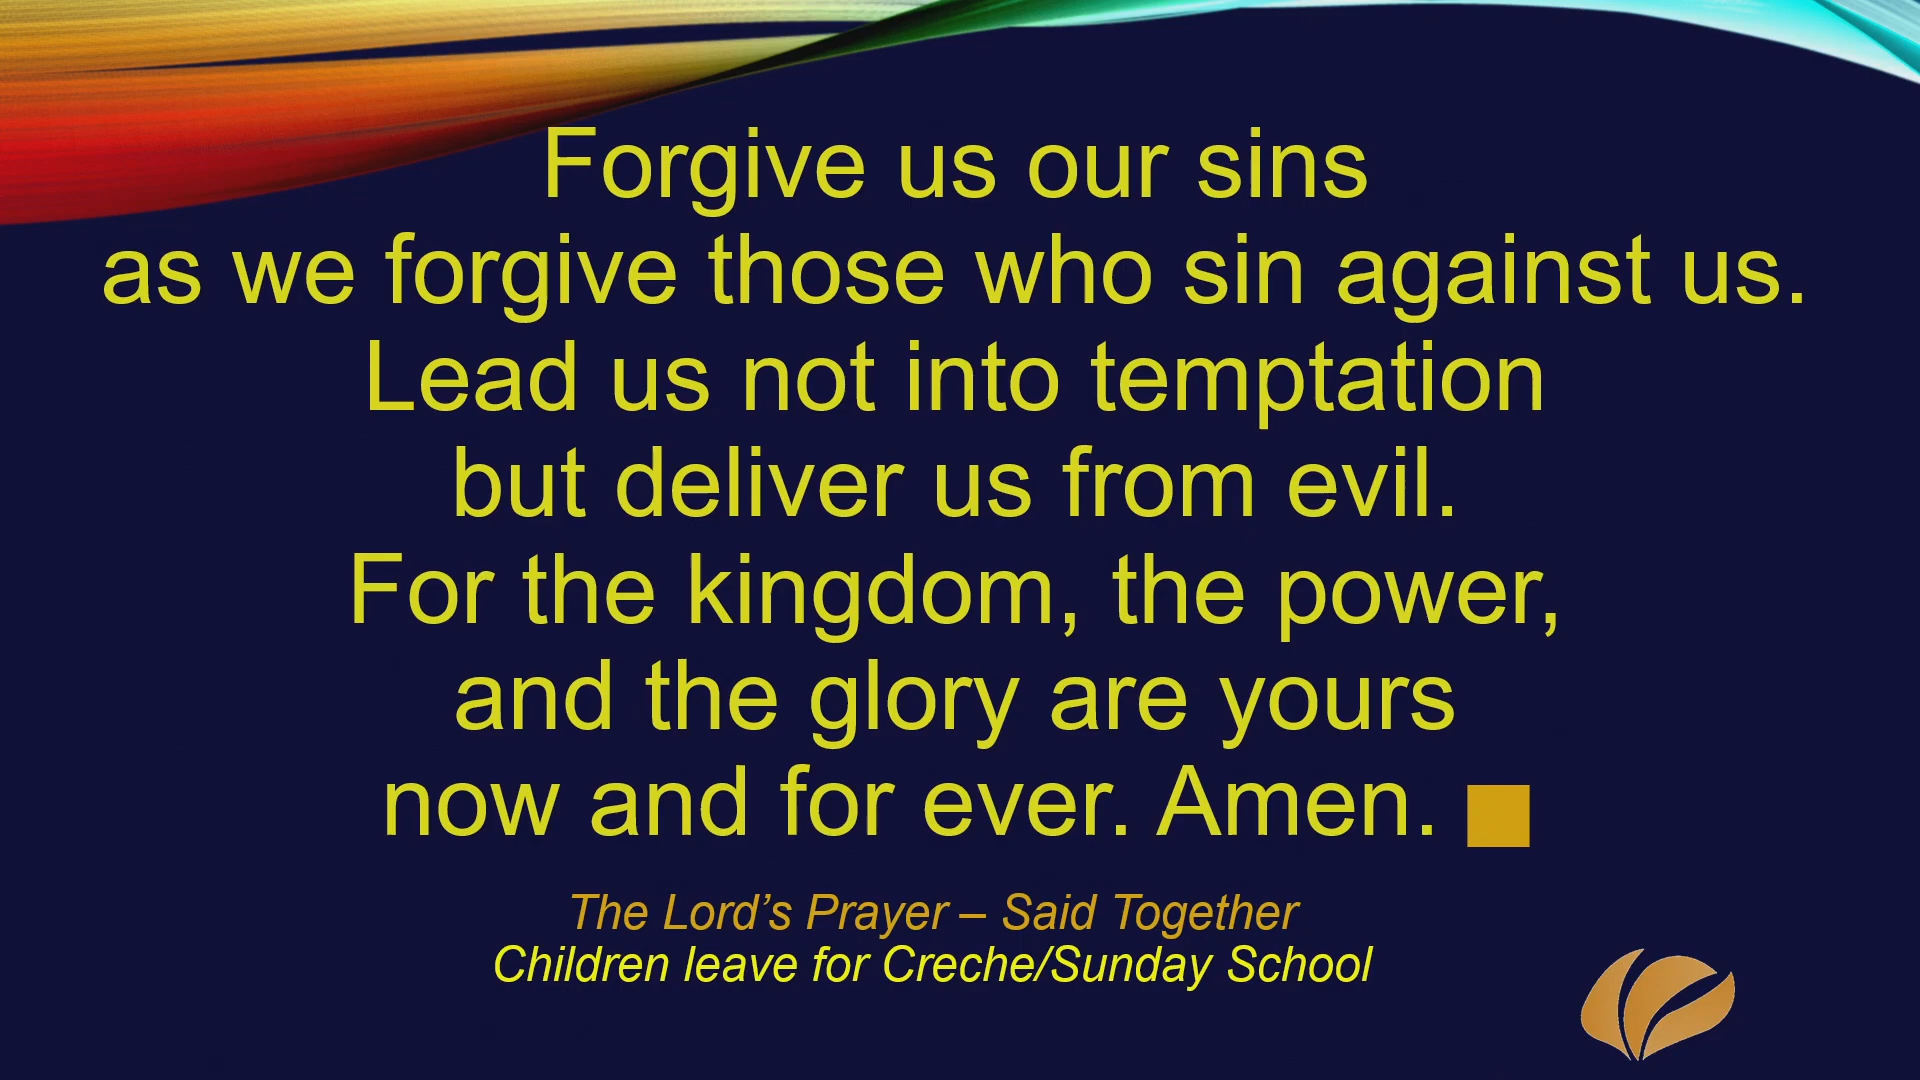 Forgive us our sins
as we forgive those who sin against us.
Lead us not into temptation
but deliver us from evil.
For the kingdom, the power,
and the glory are yours
now and for ever. Amen. ■
The Lord’s Prayer – Said Together
Children leave for Creche/Sunday School